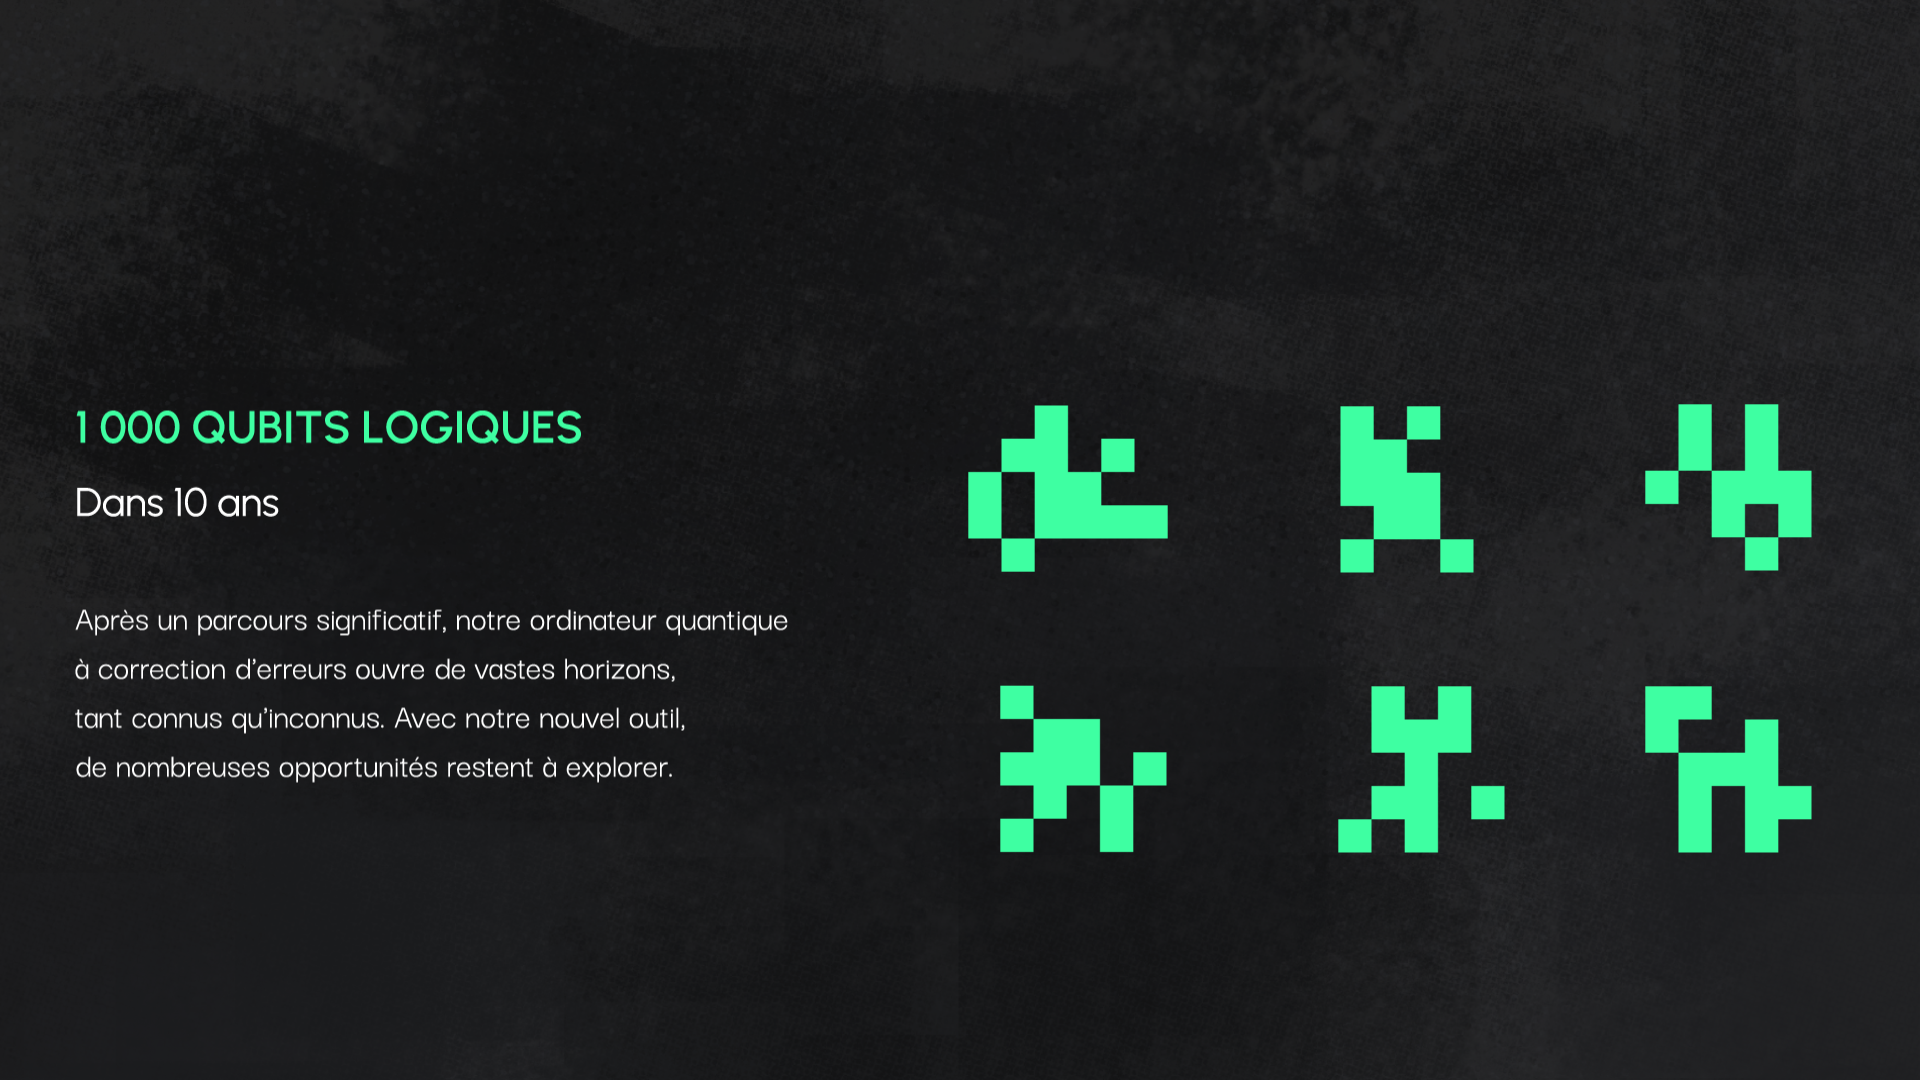 1 000 QUBITS LOGIQUES
Dans 10 ans
Après un parcours significatif, notre ordinateur quantique
à correction d’erreurs ouvre de vastes horizons,
tant connus qu’inconnus. Avec notre nouvel outil,
de nombreuses opportunités restent à explorer.